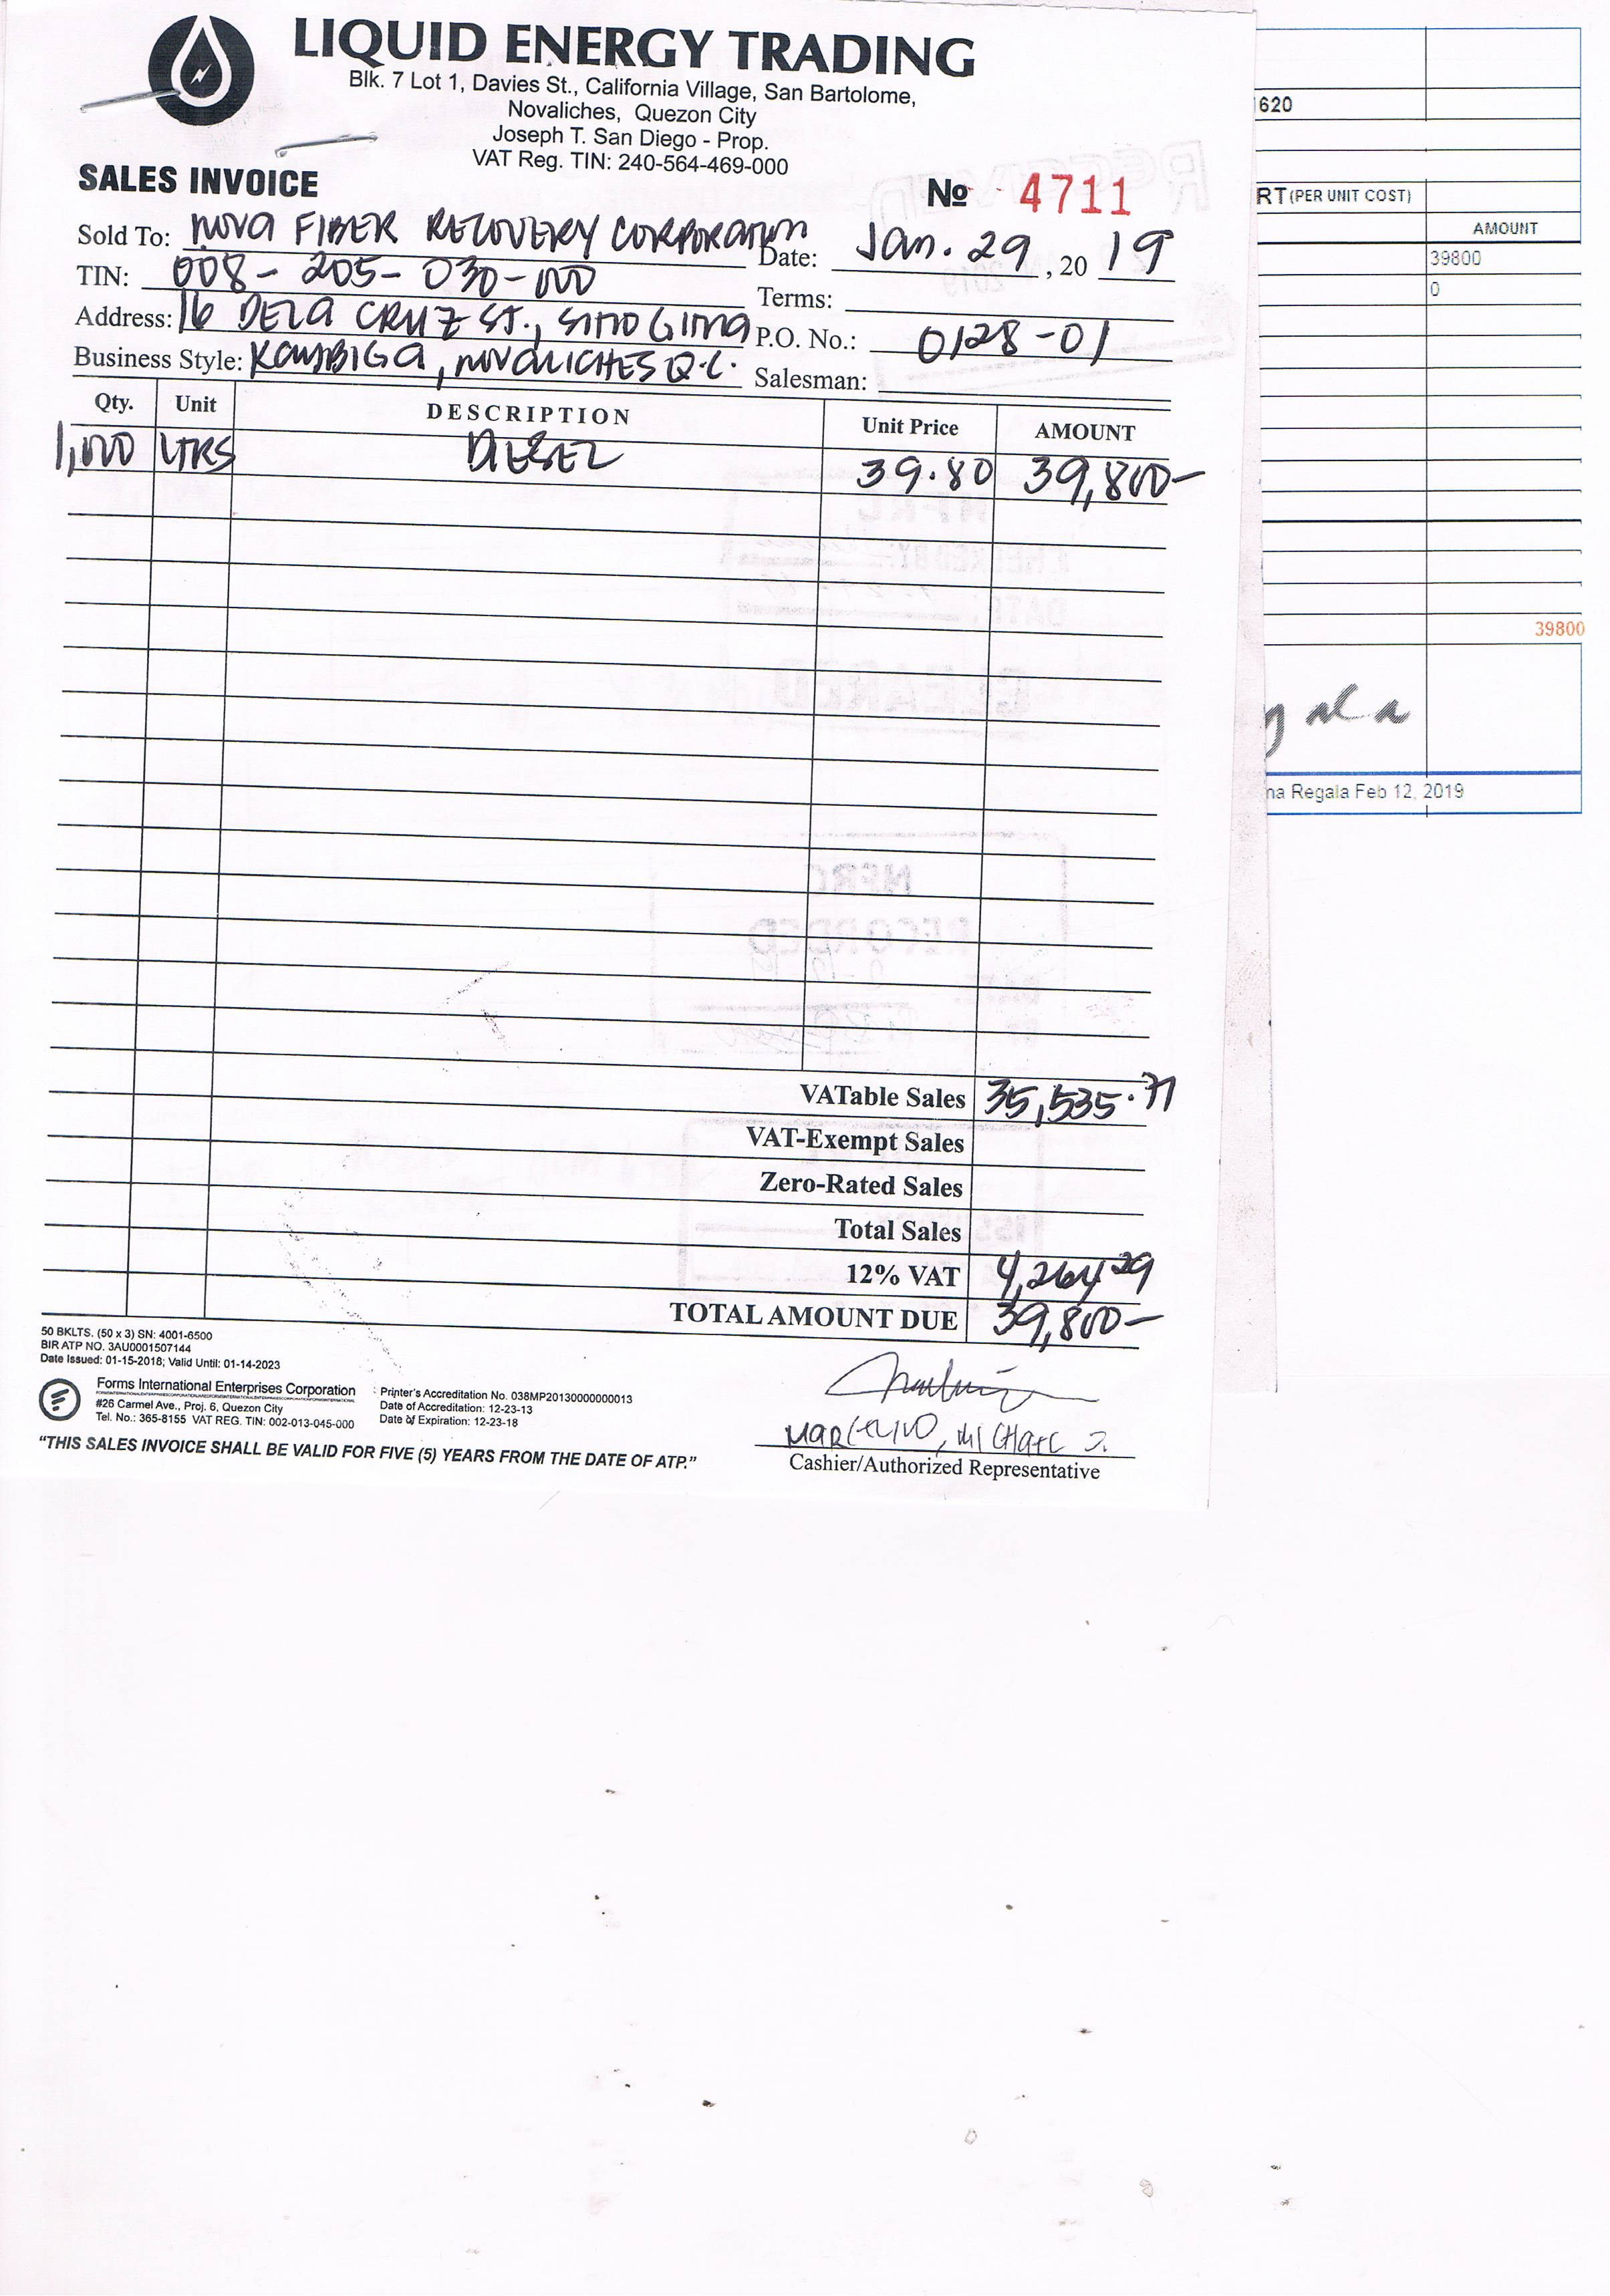 LIQUID ENERGY TRADING
Blk. 7 Lot 1, Davies St., California Village, San Bartolome,
Novaliches, Quezon City
Joseph T. San Diego - Prop.
VAT Reg. TIN: 240-564-469-000
SALES INVOICE
No 4711
Sold To: NOVA FIBER RECOVERY CORPORATION
Date: Jan. 29, 2019
TIN: 008-205-030-000
Terms:
Address: 16 DELA CRUZ ST., SITIO GITNA
P.O. No.: 0128-01
Business Style: KAYBIGA, NOVALICHES Q.C.
Salesman:
Qty. Unit DESCRIPTION Unit Price AMOUNT
1,000 LTRS DIESEL 39.80 39,800-
VATable Sales 35,535.71
VAT-Exempt Sales
Zero-Rated Sales
Total Sales
12% VAT 4,264.29
TOTAL AMOUNT DUE 39,800-
50 BKLTS. (50 x 3) SN: 4001-6500
BIR ATP NO. 3AU0001507144
Date Issued: 01-15-2018; Valid Until: 01-14-2023
Forms International Enterprises Corporation
#26 Carmel Ave., Proj. 6, Quezon City
Tel. No.: 365-8155 VAT REG. TIN: 002-013-045-000
Printer's Accreditation No. 038MP20130000000013
Date of Accreditation: 12-23-13
Date of Expiration: 12-23-18
"THIS SALES INVOICE SHALL BE VALID FOR FIVE (5) YEARS FROM THE DATE OF ATP."
MARCELINO, MICHAEL J.
Cashier/Authorized Representative
1620
RT (PER UNIT COST)
AMOUNT
39800
0
39800
na Regala Feb 12, 2019